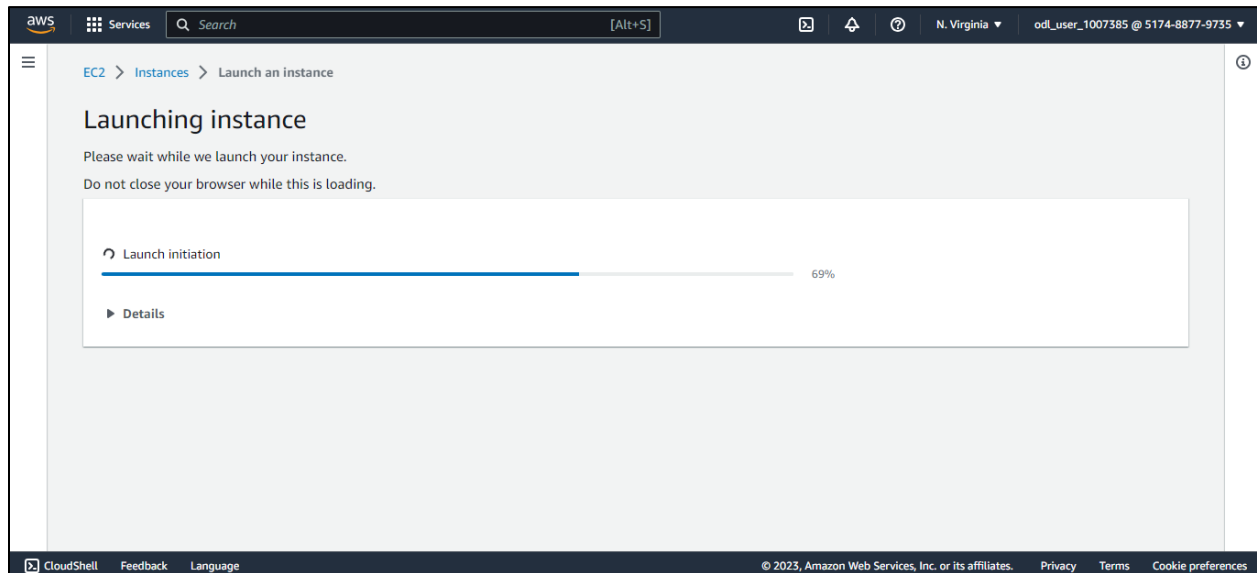 aws Services Search [Alt+S] N. Virginia odl_user_1007385 @ 5174-8877-9735
EC2 > Instances > Launch an instance
Launching instance
Please wait while we launch your instance.
Do not close your browser while this is loading.
Launch initiation
69%
Details
CloudShell Feedback Language © 2023, Amazon Web Services, Inc. or its affiliates. Privacy Terms Cookie preferences